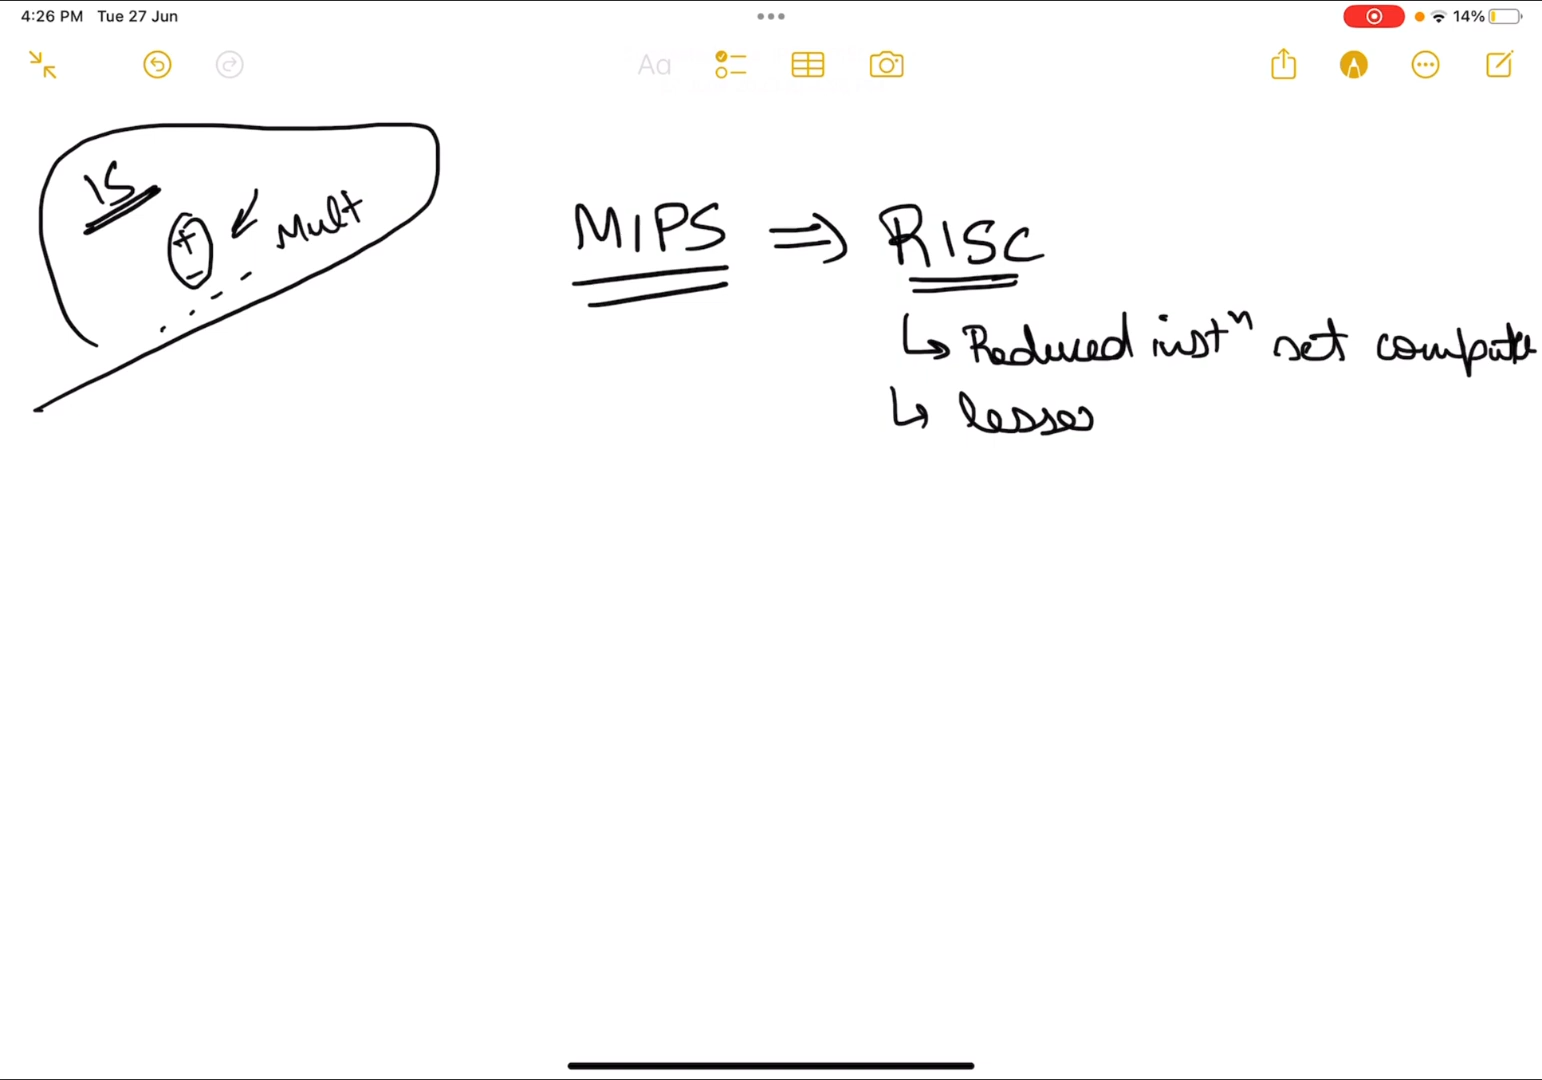 4:26 PM Tue 27 Jun
14%
Aa
IS
+ Mult
-
MIPS ⇒ RISC
↳ Reduced instⁿ set compute
↳ lesser